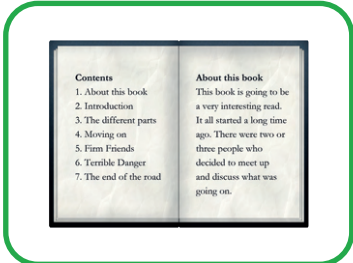 Contents
1. About this book
2. Introduction
3. The different parts
4. Moving on
5. Firm Friends
6. Terrible Danger
7. The end of the road
About this book
This book is going to be
a very interesting read.
It all started a long time
ago. There were two or
three people who
decided to meet up
and discuss what was
going on.